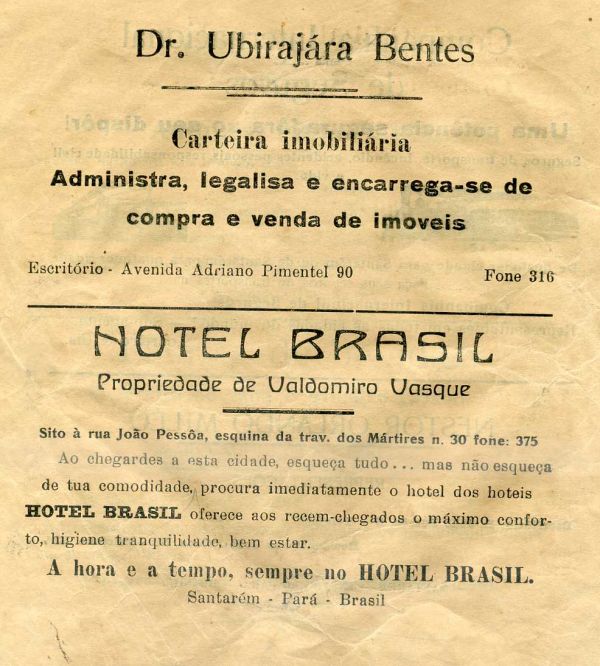 Dr. Ubirajára Bentes
Carteira imobiliária
Administra, legalisa e encarrega-se de
compra e venda de imoveis
Escritório - Avenida Adriano Pimentel 90 Fone 316
HOTEL BRASIL
Propriedade de Valdomiro Vasque
Sito à rua João Pessôa, esquina da trav. dos Mártires n. 30 fone: 375
Ao chegardes a esta cidade, esqueça tudo... mas não esqueça
de tua comodidade, procura imediatamente o hotel dos hoteis
HOTEL BRASIL oferece aos recem-chegados o máximo confor-
to, higiene tranquilidade, bem estar.
A hora e a tempo, sempre no HOTEL BRASIL.
Santarém - Pará - Brasil